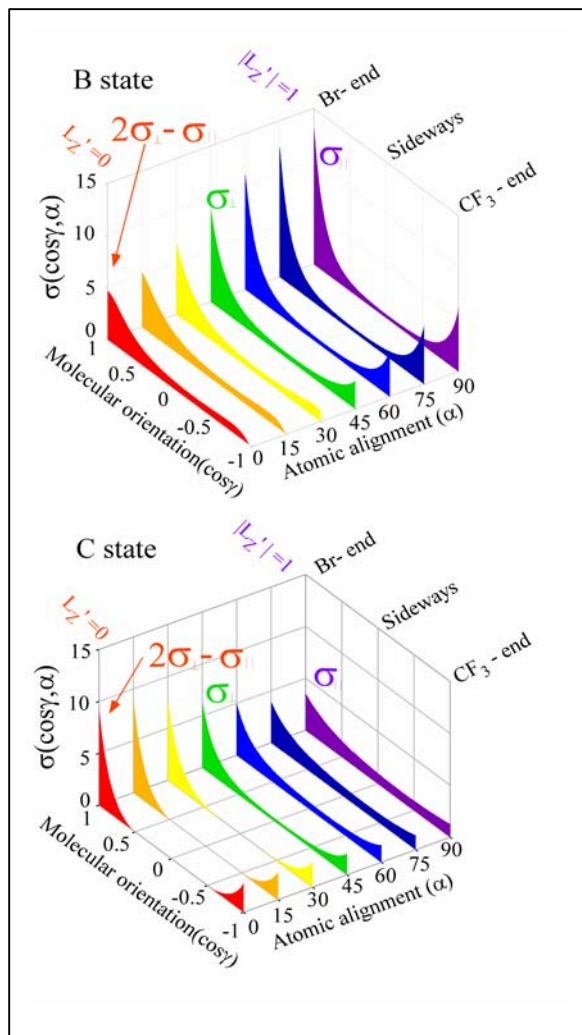 B state
|L_Z'|=1
Br- end
Sideways
CF₃ - end
L_Z'=0
2σ⊥ - σ||
σ⊥
σ||
15
10
5
0
σ(cosγ,α)
1
0.5
0
-0.5
-1
Molecular orientation(cosγ)
0
15
30
45
60
75
90
Atomic alignment (α)
C state
|L_Z'|=1
Br- end
Sideways
CF₃ - end
L_Z'=0
2σ⊥ - σ||
σ⊥
σ||
15
10
5
0
σ(cosγ,α)
1
0.5
0
-0.5
-1
Molecular orientation(cosγ)
0
15
30
45
60
75
90
Atomic alignment (α)